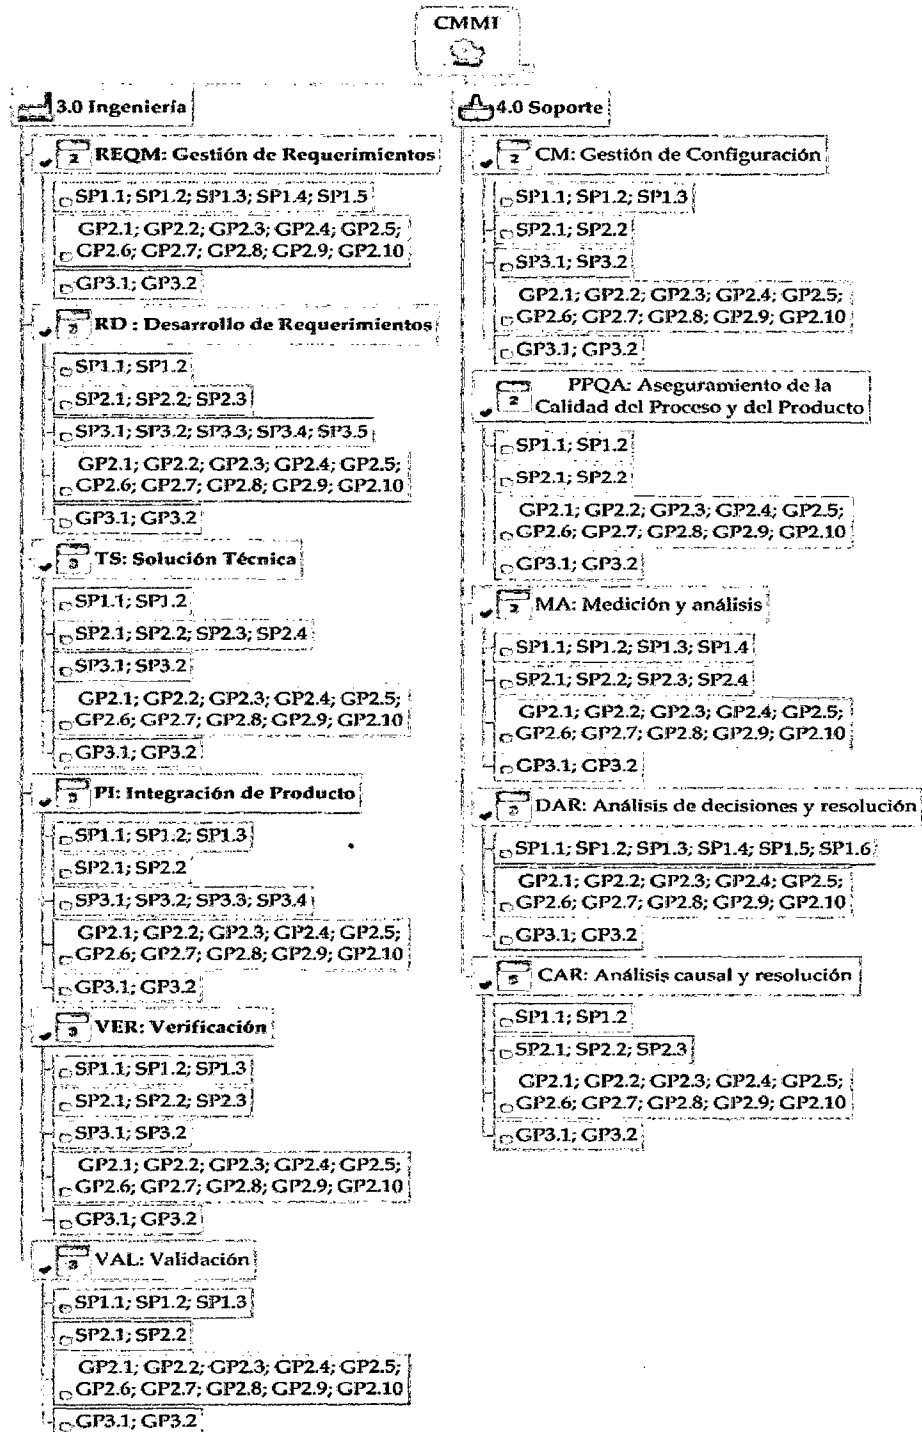 CMMI
3.0 Ingeniería
2 REQM: Gestión de Requerimientos
SP1.1; SP1.2; SP1.3; SP1.4; SP1.5
GP2.1; GP2.2; GP2.3; GP2.4; GP2.5;
GP2.6; GP2.7; GP2.8; GP2.9; GP2.10
GP3.1; GP3.2
3 RD : Desarrollo de Requerimientos
SP1.1; SP1.2
SP2.1; SP2.2; SP2.3
SP3.1; SP3.2; SP3.3; SP3.4; SP3.5
GP2.1; GP2.2; GP2.3; GP2.4; GP2.5;
GP2.6; GP2.7; GP2.8; GP2.9; GP2.10
GP3.1; GP3.2
3 TS: Solución Técnica
SP1.1; SP1.2
SP2.1; SP2.2; SP2.3; SP2.4
SP3.1; SP3.2
GP2.1; GP2.2; GP2.3; GP2.4; GP2.5;
GP2.6; GP2.7; GP2.8; GP2.9; GP2.10
GP3.1; GP3.2
3 PI: Integración de Producto
SP1.1; SP1.2; SP1.3
SP2.1; SP2.2
SP3.1; SP3.2; SP3.3; SP3.4
GP2.1; GP2.2; GP2.3; GP2.4; GP2.5;
GP2.6; GP2.7; GP2.8; GP2.9; GP2.10
GP3.1; GP3.2
3 VER: Verificación
SP1.1; SP1.2; SP1.3
SP2.1; SP2.2; SP2.3
SP3.1; SP3.2
GP2.1; GP2.2; GP2.3; GP2.4; GP2.5;
GP2.6; GP2.7; GP2.8; GP2.9; GP2.10
GP3.1; GP3.2
3 VAL: Validación
SP1.1; SP1.2; SP1.3
SP2.1; SP2.2
GP2.1; GP2.2; GP2.3; GP2.4; GP2.5;
GP2.6; GP2.7; GP2.8; GP2.9; GP2.10
GP3.1; GP3.2
4.0 Soporte
2 CM: Gestión de Configuración
SP1.1; SP1.2; SP1.3
SP2.1; SP2.2
SP3.1; SP3.2
GP2.1; GP2.2; GP2.3; GP2.4; GP2.5;
GP2.6; GP2.7; GP2.8; GP2.9; GP2.10
GP3.1; GP3.2
2 PPQA: Aseguramiento de la
Calidad del Proceso y del Producto
SP1.1; SP1.2
SP2.1; SP2.2
GP2.1; GP2.2; GP2.3; GP2.4; GP2.5;
GP2.6; GP2.7; GP2.8; GP2.9; GP2.10
GP3.1; GP3.2
2 MA: Medición y análisis
SP1.1; SP1.2; SP1.3; SP1.4
SP2.1; SP2.2; SP2.3; SP2.4
GP2.1; GP2.2; GP2.3; GP2.4; GP2.5;
GP2.6; GP2.7; GP2.8; GP2.9; GP2.10
GP3.1; GP3.2
3 DAR: Análisis de decisiones y resolución
SP1.1; SP1.2; SP1.3; SP1.4; SP1.5; SP1.6
GP2.1; GP2.2; GP2.3; GP2.4; GP2.5;
GP2.6; GP2.7; GP2.8; GP2.9; GP2.10
GP3.1; GP3.2
5 CAR: Análisis causal y resolución
SP1.1; SP1.2
SP2.1; SP2.2; SP2.3
GP2.1; GP2.2; GP2.3; GP2.4; GP2.5;
GP2.6; GP2.7; GP2.8; GP2.9; GP2.10
GP3.1; GP3.2